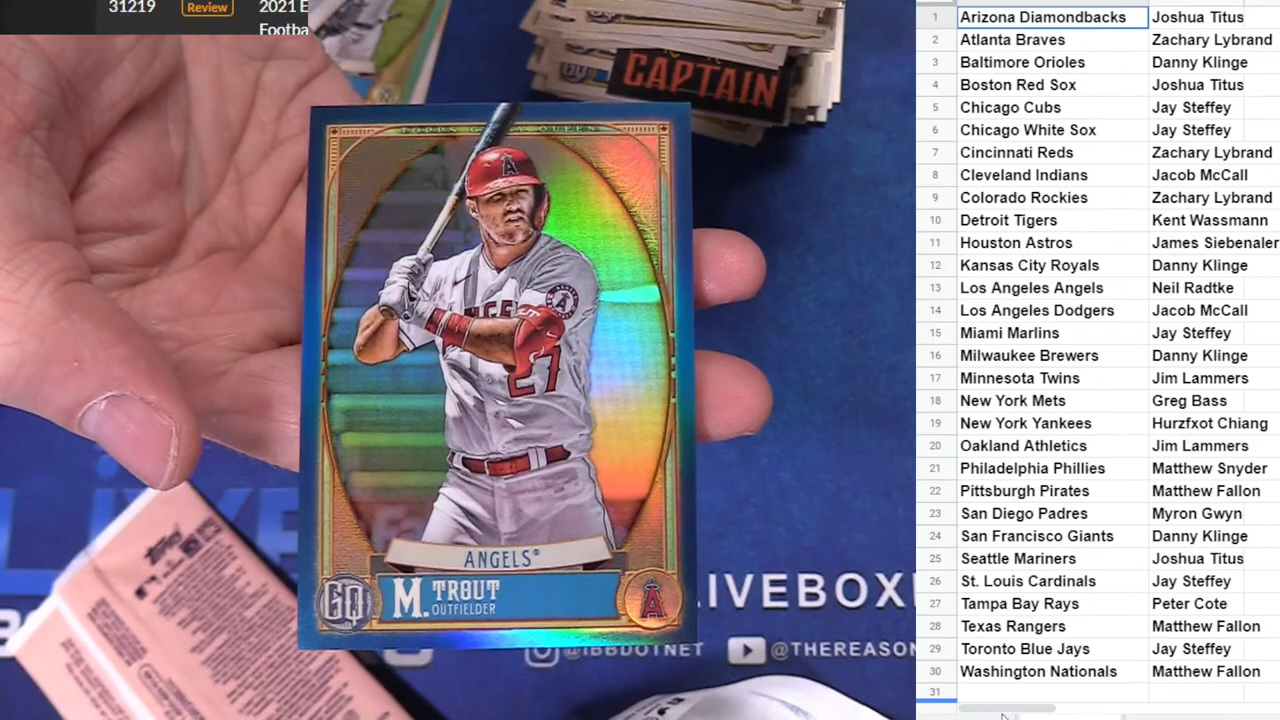 31219
Review
2021 E
Footba
CAPTAIN
TOPPS GYPSY QUEEN
A
27
ANGELS®
GQ
M. TROUT
OUTFIELDER
A
topps
LIVE
LIVEBOX
@IBBDOTNET
@THEREASON
1 Arizona Diamondbacks Joshua Titus
2 Atlanta Braves Zachary Lybrand
3 Baltimore Orioles Danny Klinge
4 Boston Red Sox Joshua Titus
5 Chicago Cubs Jay Steffey
6 Chicago White Sox Jay Steffey
7 Cincinnati Reds Zachary Lybrand
8 Cleveland Indians Jacob McCall
9 Colorado Rockies Zachary Lybrand
10 Detroit Tigers Kent Wassmann
11 Houston Astros James Siebenaler
12 Kansas City Royals Danny Klinge
13 Los Angeles Angels Neil Radtke
14 Los Angeles Dodgers Jacob McCall
15 Miami Marlins Jay Steffey
16 Milwaukee Brewers Danny Klinge
17 Minnesota Twins Jim Lammers
18 New York Mets Greg Bass
19 New York Yankees Hurzfxot Chiang
20 Oakland Athletics Jim Lammers
21 Philadelphia Phillies Matthew Snyder
22 Pittsburgh Pirates Matthew Fallon
23 San Diego Padres Myron Gwyn
24 San Francisco Giants Danny Klinge
25 Seattle Mariners Joshua Titus
26 St. Louis Cardinals Jay Steffey
27 Tampa Bay Rays Peter Cote
28 Texas Rangers Matthew Fallon
29 Toronto Blue Jays Jay Steffey
30 Washington Nationals Matthew Fallon
31